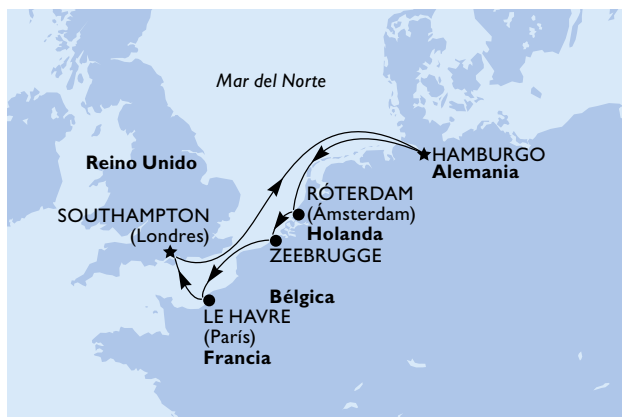 Mar del Norte
Reino Unido
HAMBURGO
Alemania
SOUTHAMPTON
(Londres)
RÓTERDAM
(Ámsterdam)
Holanda
ZEEBRUGGE
Bélgica
LE HAVRE
(París)
Francia